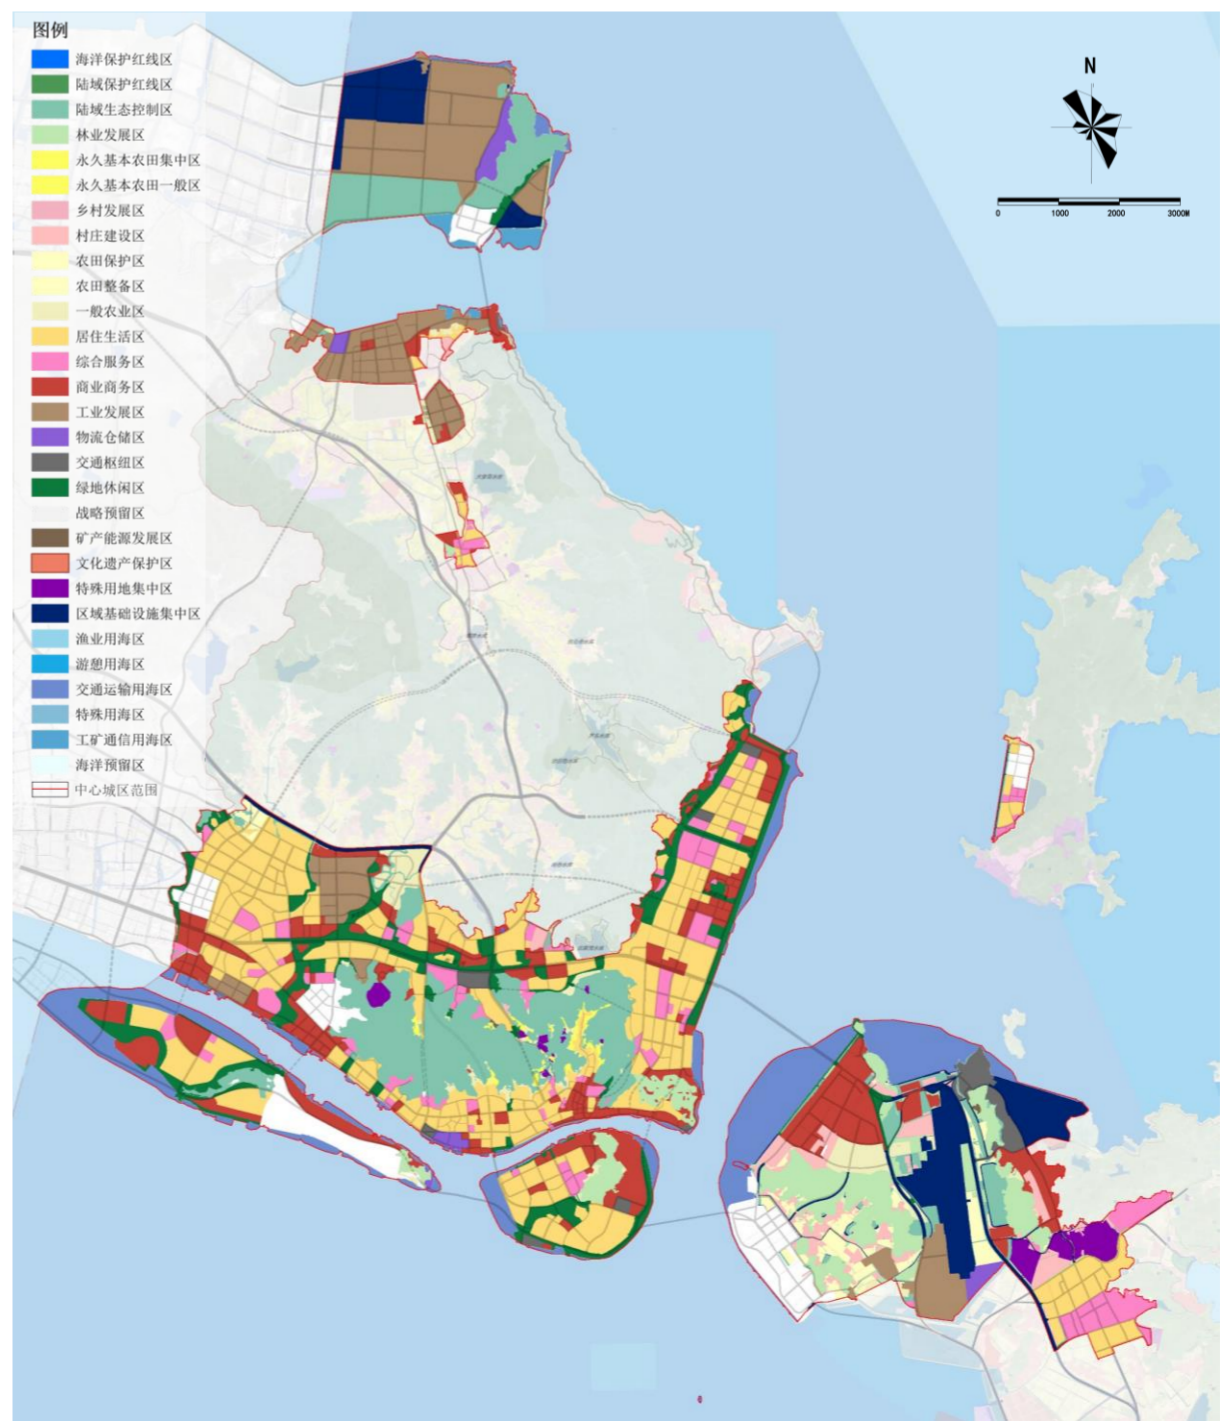 图例
海洋保护红线区
陆域保护红线区
陆域生态控制区
林业发展区
永久基本农田集中区
永久基本农田一般区
乡村发展区
村庄建设区
农田保护区
农田整备区
一般农业区
居住生活区
综合服务区
商业商务区
工业发展区
物流仓储区
交通枢纽区
绿地休闲区
战略预留区
矿产能源发展区
文化遗产保护区
特殊用地集中区
区域基础设施集中区
渔业用海区
游憩用海区
交通运输用海区
特殊用海区
工矿通信用海区
海洋预留区
中心城区范围
N
0 1000 2000 3000M